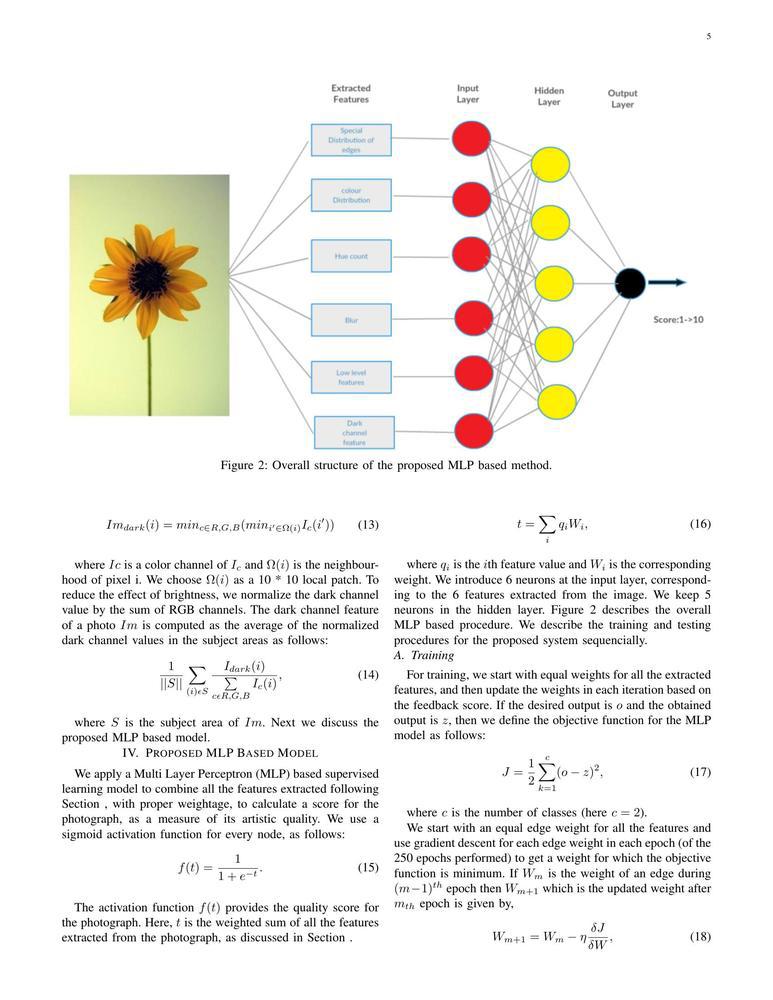 5
Extracted
Features
Input
Layer
Hidden
Layer
Output
Layer
Special
Distribution of
edges
colour
Distribution
Hue count
Blur
Low level
features
Dark
channel
feature
Score:1->10
Figure 2: Overall structure of the proposed MLP based method.
Im_{dark}(i) = min_{c∈R,G,B}(min_{i'∈Ω(i)} I_c(i')) (13)
where Ic is a color channel of I_c and Ω(i) is the neighbour-
hood of pixel i. We choose Ω(i) as a 10 * 10 local patch. To
reduce the effect of brightness, we normalize the dark channel
value by the sum of RGB channels. The dark channel feature
of a photo Im is computed as the average of the normalized
dark channel values in the subject areas as follows:
\frac{1}{||S||} \sum_{(i)ϵS} \frac{I_{dark}(i)}{\sum_{cϵR,G,B} I_c(i)}, (14)
where S is the subject area of Im. Next we discuss the
proposed MLP based model.
IV. PROPOSED MLP BASED MODEL
We apply a Multi Layer Perceptron (MLP) based supervised
learning model to combine all the features extracted following
Section , with proper weightage, to calculate a score for the
photograph, as a measure of its artistic quality. We use a
sigmoid activation function for every node, as follows:
f(t) = \frac{1}{1 + e^{-t}}. (15)
The activation function f(t) provides the quality score for
the photograph. Here, t is the weighted sum of all the features
extracted from the photograph, as discussed in Section .
t = \sum_i q_i W_i, (16)
where q_i is the ith feature value and W_i is the corresponding
weight. We introduce 6 neurons at the input layer, correspond-
ing to the 6 features extracted from the image. We keep 5
neurons in the hidden layer. Figure 2 describes the overall
MLP based procedure. We describe the training and testing
procedures for the proposed system sequencially.
A. Training
For training, we start with equal weights for all the extracted
features, and then update the weights in each iteration based on
the feedback score. If the desired output is o and the obtained
output is z, then we define the objective function for the MLP
model as follows:
J = \frac{1}{2} \sum_{k=1}^{c} (o − z)^2, (17)
where c is the number of classes (here c = 2).
We start with an equal edge weight for all the features and
use gradient descent for each edge weight in each epoch (of the
250 epochs performed) to get a weight for which the objective
function is minimum. If W_m is the weight of an edge during
(m−1)^{th} epoch then W_{m+1} which is the updated weight after
m_{th} epoch is given by,
W_{m+1} = W_m − η \frac{δJ}{δW}, (18)